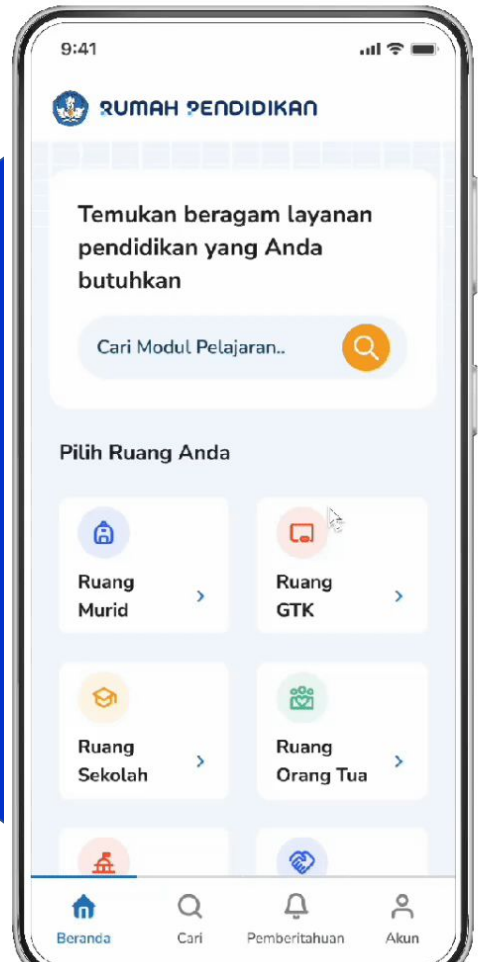 9:41
RUMAH PENDIDIKAN
Temukan beragam layanan
pendidikan yang Anda
butuhkan
Cari Modul Pelajaran..
Pilih Ruang Anda
Ruang
Murid
Ruang
GTK
Ruang
Sekolah
Ruang
Orang Tua
Beranda
Cari
Pemberitahuan
Akun